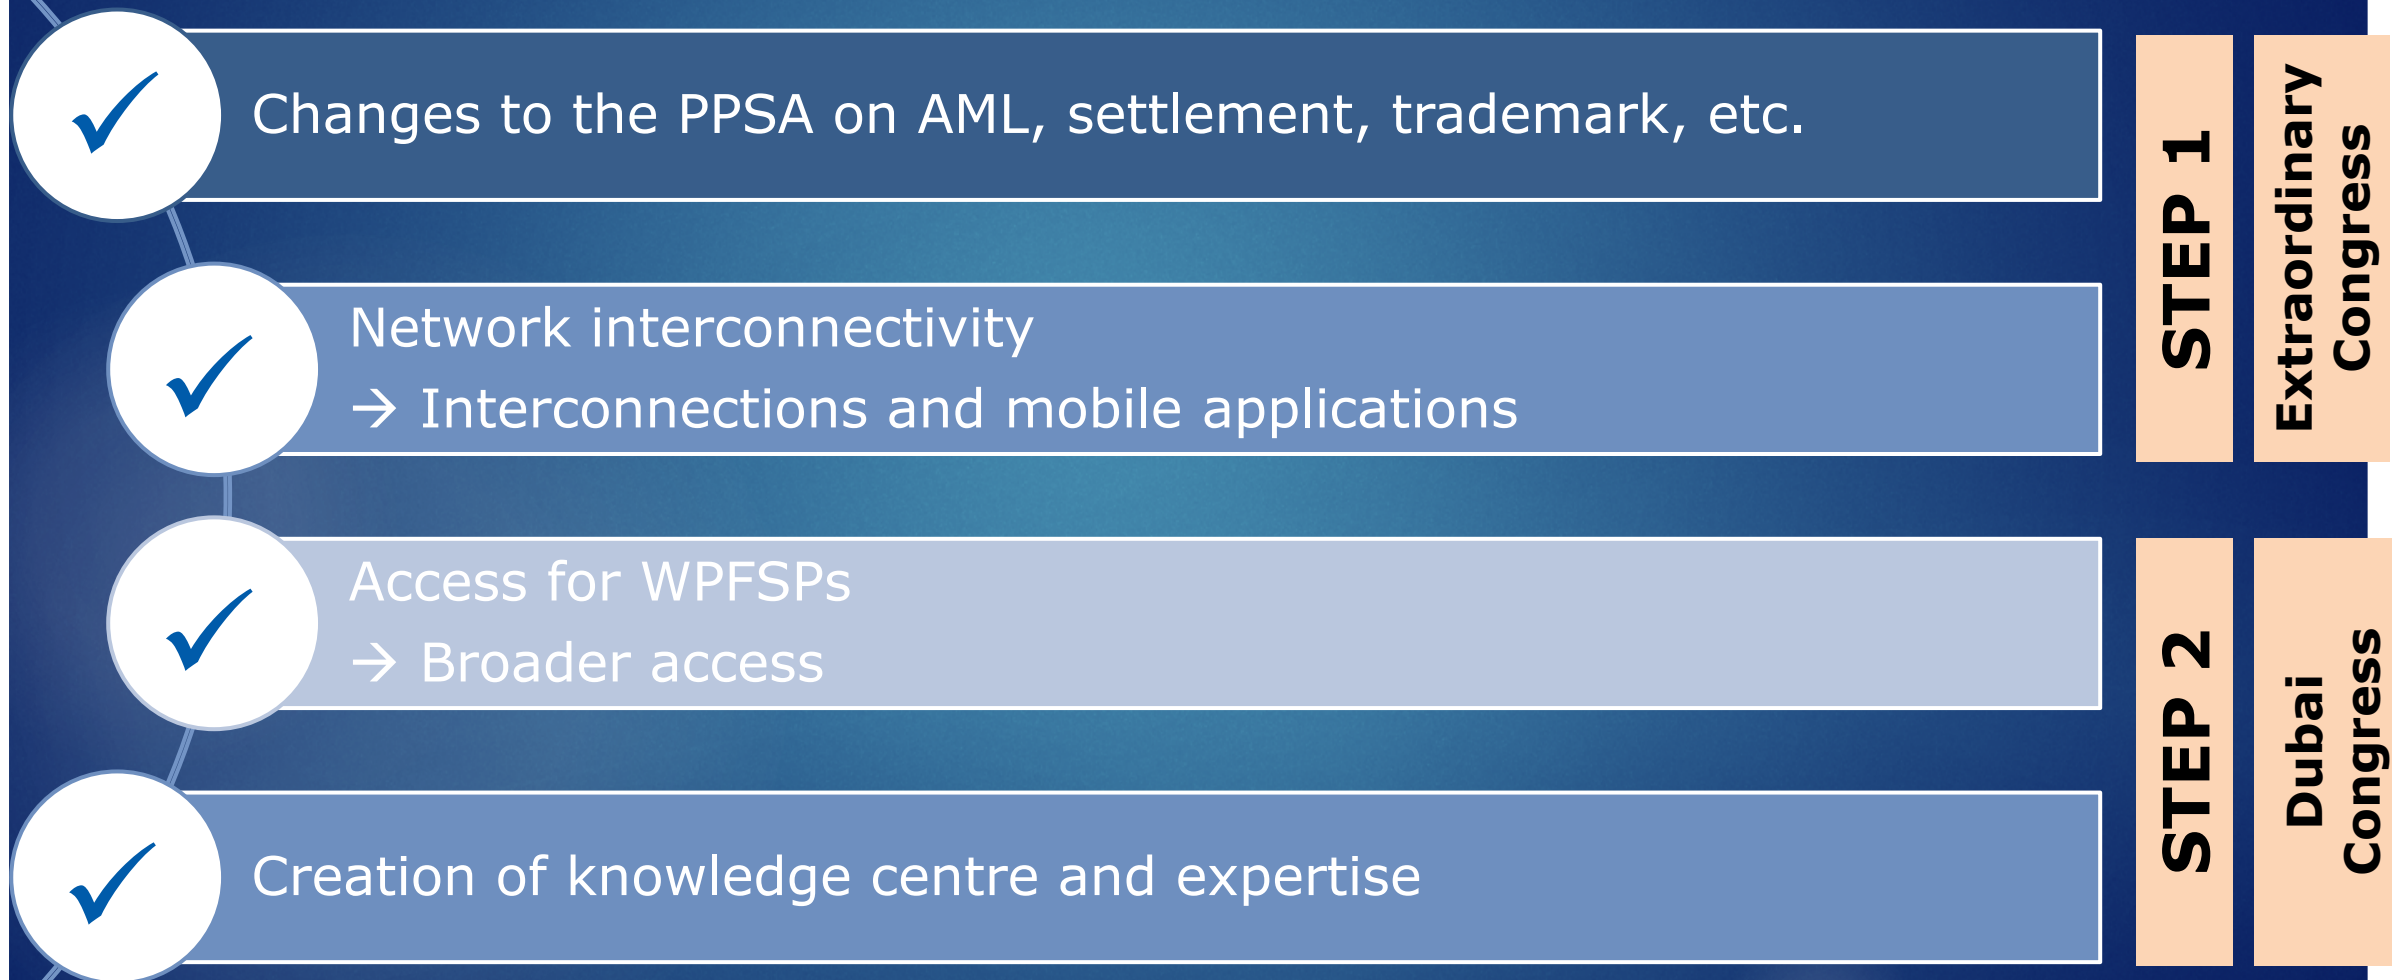 Changes to the PPSA on AML, settlement, trademark, etc.
Network interconnectivity
→ Interconnections and mobile applications
STEP 1
Extraordinary
Congress
Access for WPFSPs
→ Broader access
Creation of knowledge centre and expertise
STEP 2
Dubai
Congress